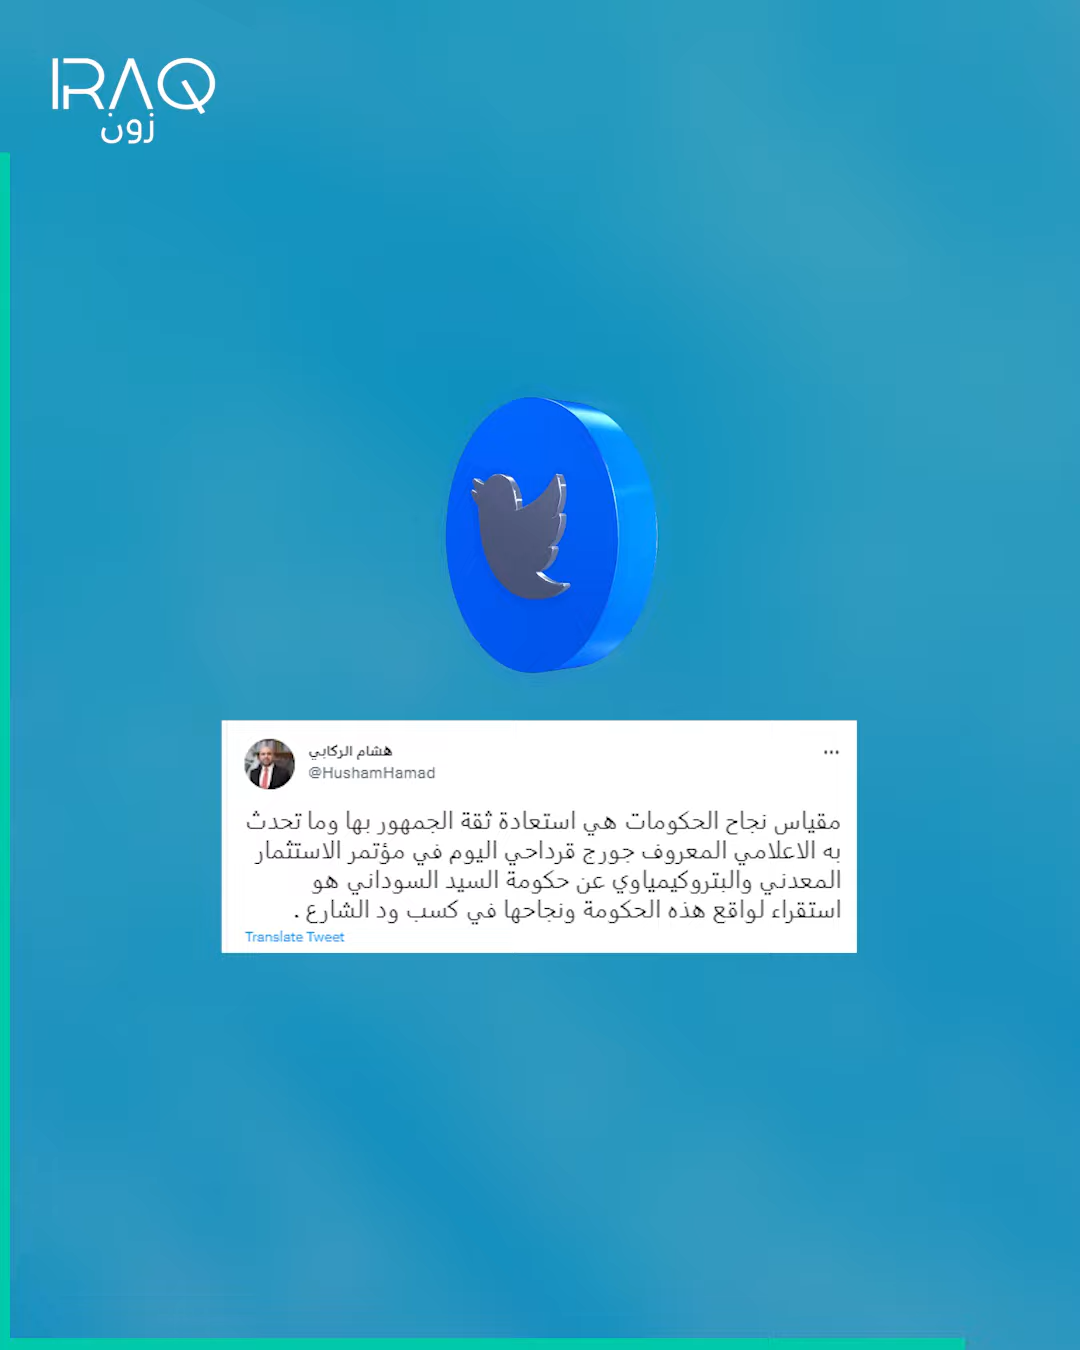 IRAQ
زون
هشام الركابي
@HushamHamad
مقياس نجاح الحكومات هي استعادة ثقة الجمهور بها وما تحدث
به الاعلامي المعروف جورج قرداحي اليوم في مؤتمر الاستثمار
المعدني والبتروكيمياوي عن حكومة السيد السوداني هو
استقراء لواقع هذه الحكومة ونجاحها في كسب ود الشارع .
Translate Tweet